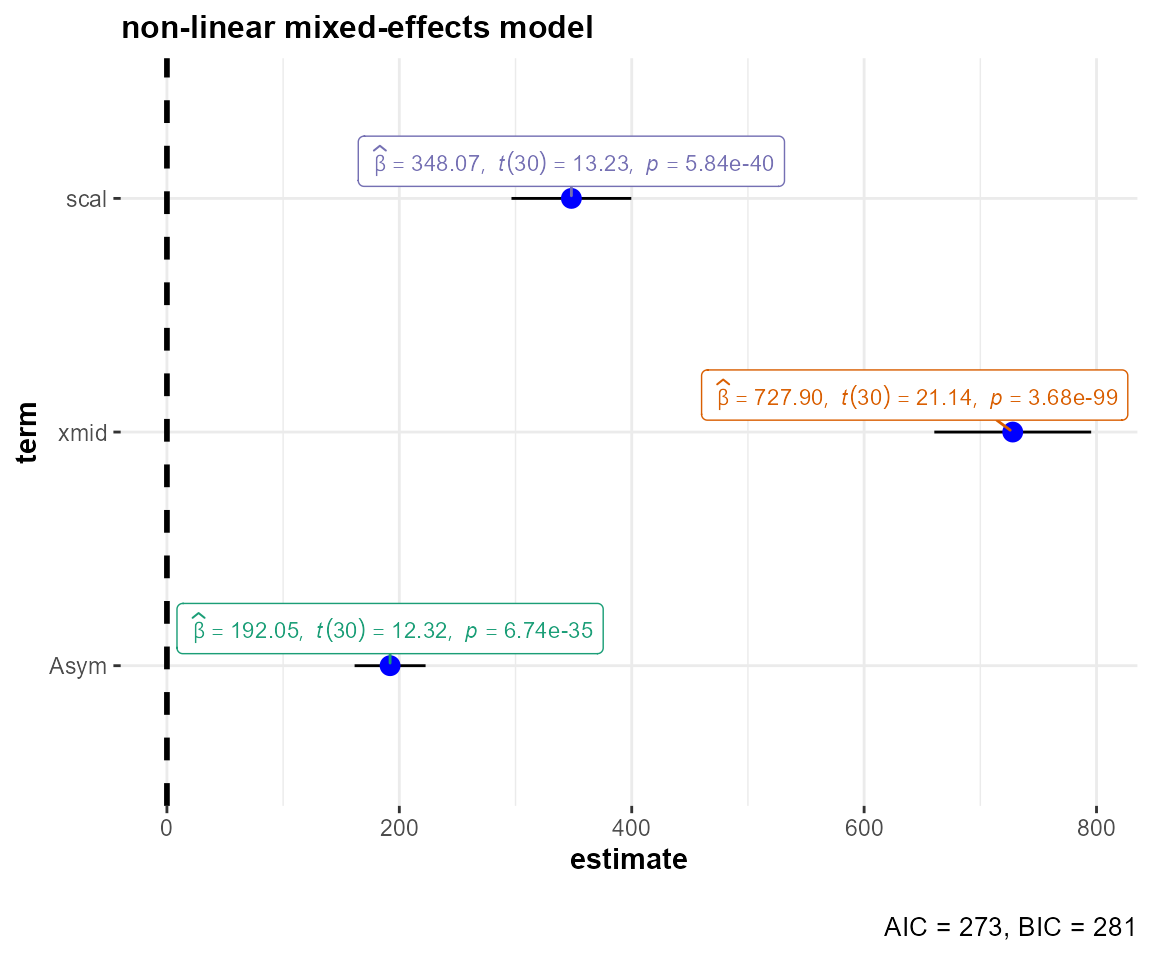 non-linear mixed-effects model
β̂ = 348.07, t(30) = 13.23, p = 5.84e-40
scal
β̂ = 727.90, t(30) = 21.14, p = 3.68e-99
xmid
term
β̂ = 192.05, t(30) = 12.32, p = 6.74e-35
Asym
0 200 400 600 800
estimate
AIC = 273, BIC = 281